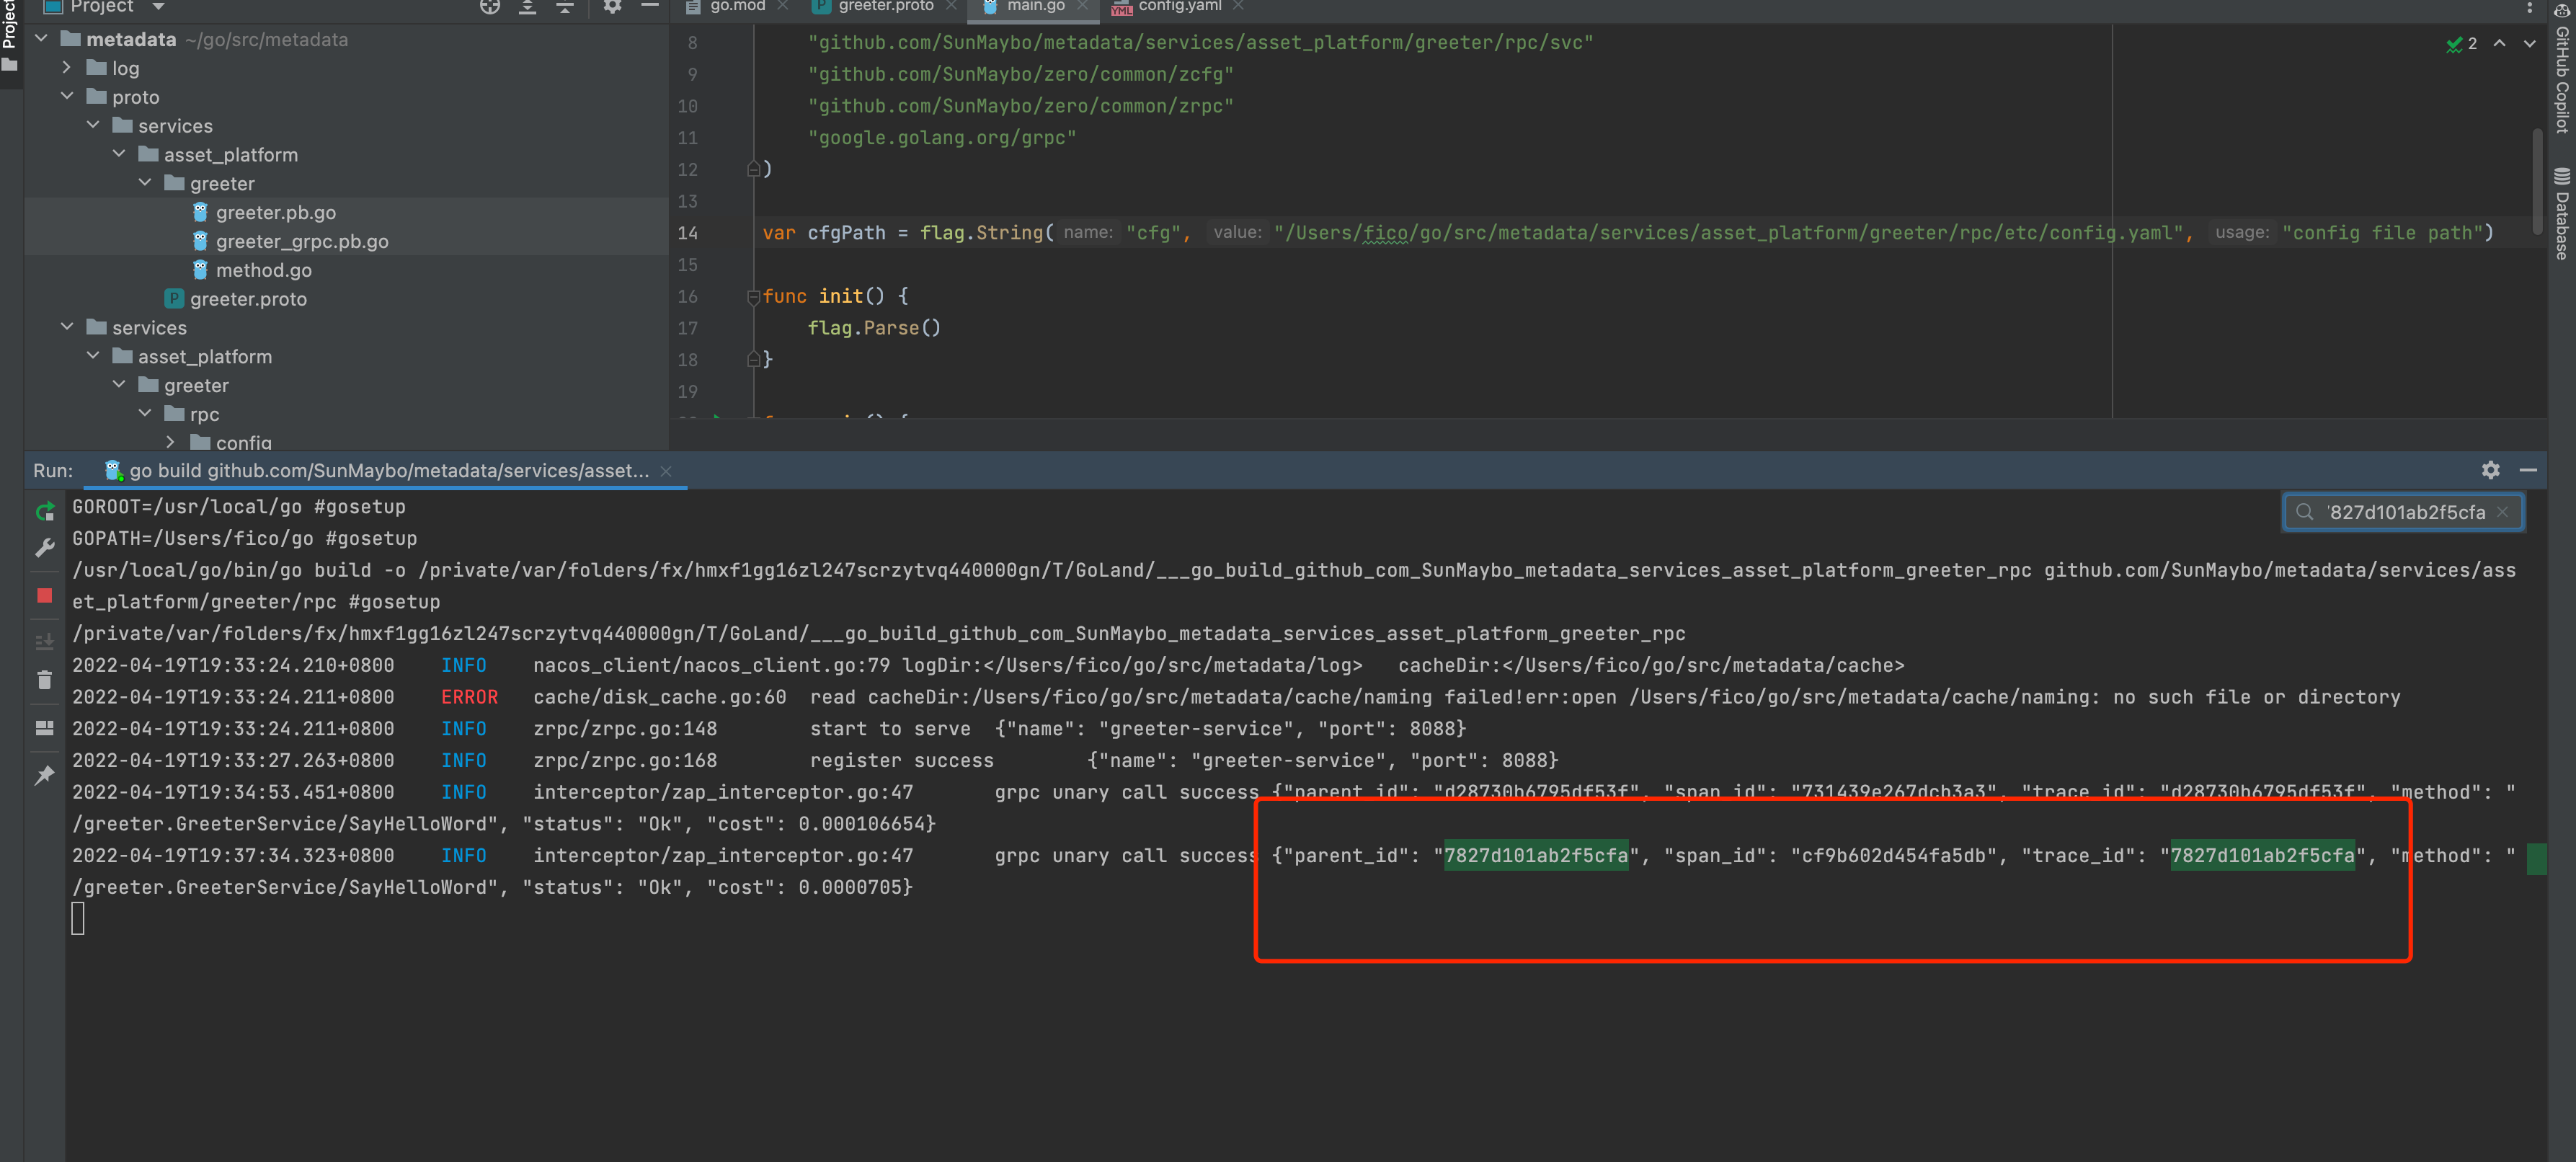 Project
Project
go.mod
greeter.proto
main.go
config.yaml
metadata ~/go/src/metadata
log
proto
services
asset_platform
greeter
greeter.pb.go
greeter_grpc.pb.go
method.go
greeter.proto
services
asset_platform
greeter
rpc
config
8 "github.com/SunMaybo/metadata/services/asset_platform/greeter/rpc/svc"
9 "github.com/SunMaybo/zero/common/zcfg"
10 "github.com/SunMaybo/zero/common/zrpc"
11 "google.golang.org/grpc"
12 )
13
14 var cfgPath = flag.String( name: "cfg", value: "/Users/fico/go/src/metadata/services/asset_platform/greeter/rpc/etc/config.yaml", usage: "config file path")
15
16 func init() {
17 flag.Parse()
18 }
19
2
GitHub Copilot
Database
Run: go build github.com/SunMaybo/metadata/services/asset...
827d101ab2f5cfa
GOROOT=/usr/local/go #gosetup
GOPATH=/Users/fico/go #gosetup
/usr/local/go/bin/go build -o /private/var/folders/fx/hmxf1gg16zl247scrzytvq440000gn/T/GoLand/___go_build_github_com_SunMaybo_metadata_services_asset_platform_greeter_rpc github.com/SunMaybo/metadata/services/ass
et_platform/greeter/rpc #gosetup
/private/var/folders/fx/hmxf1gg16zl247scrzytvq440000gn/T/GoLand/___go_build_github_com_SunMaybo_metadata_services_asset_platform_greeter_rpc
2022-04-19T19:33:24.210+0800 INFO nacos_client/nacos_client.go:79 logDir:</Users/fico/go/src/metadata/log> cacheDir:</Users/fico/go/src/metadata/cache>
2022-04-19T19:33:24.211+0800 ERROR cache/disk_cache.go:60 read cacheDir:/Users/fico/go/src/metadata/cache/naming failed!err:open /Users/fico/go/src/metadata/cache/naming: no such file or directory
2022-04-19T19:33:24.211+0800 INFO zrpc/zrpc.go:148 start to serve {"name": "greeter-service", "port": 8088}
2022-04-19T19:33:27.263+0800 INFO zrpc/zrpc.go:168 register success {"name": "greeter-service", "port": 8088}
2022-04-19T19:34:53.451+0800 INFO interceptor/zap_interceptor.go:47 grpc unary call success {"parent_id": "d28730b6795df53f", "span_id": "731439e267dcb3a3", "trace_id": "d28730b6795df53f", "method": "
/greeter.GreeterService/SayHelloWord", "status": "Ok", "cost": 0.000106654}
2022-04-19T19:37:34.323+0800 INFO interceptor/zap_interceptor.go:47 grpc unary call success {"parent_id": "7827d101ab2f5cfa", "span_id": "cf9b602d454fa5db", "trace_id": "7827d101ab2f5cfa", "method": "
/greeter.GreeterService/SayHelloWord", "status": "Ok", "cost": 0.0000705}